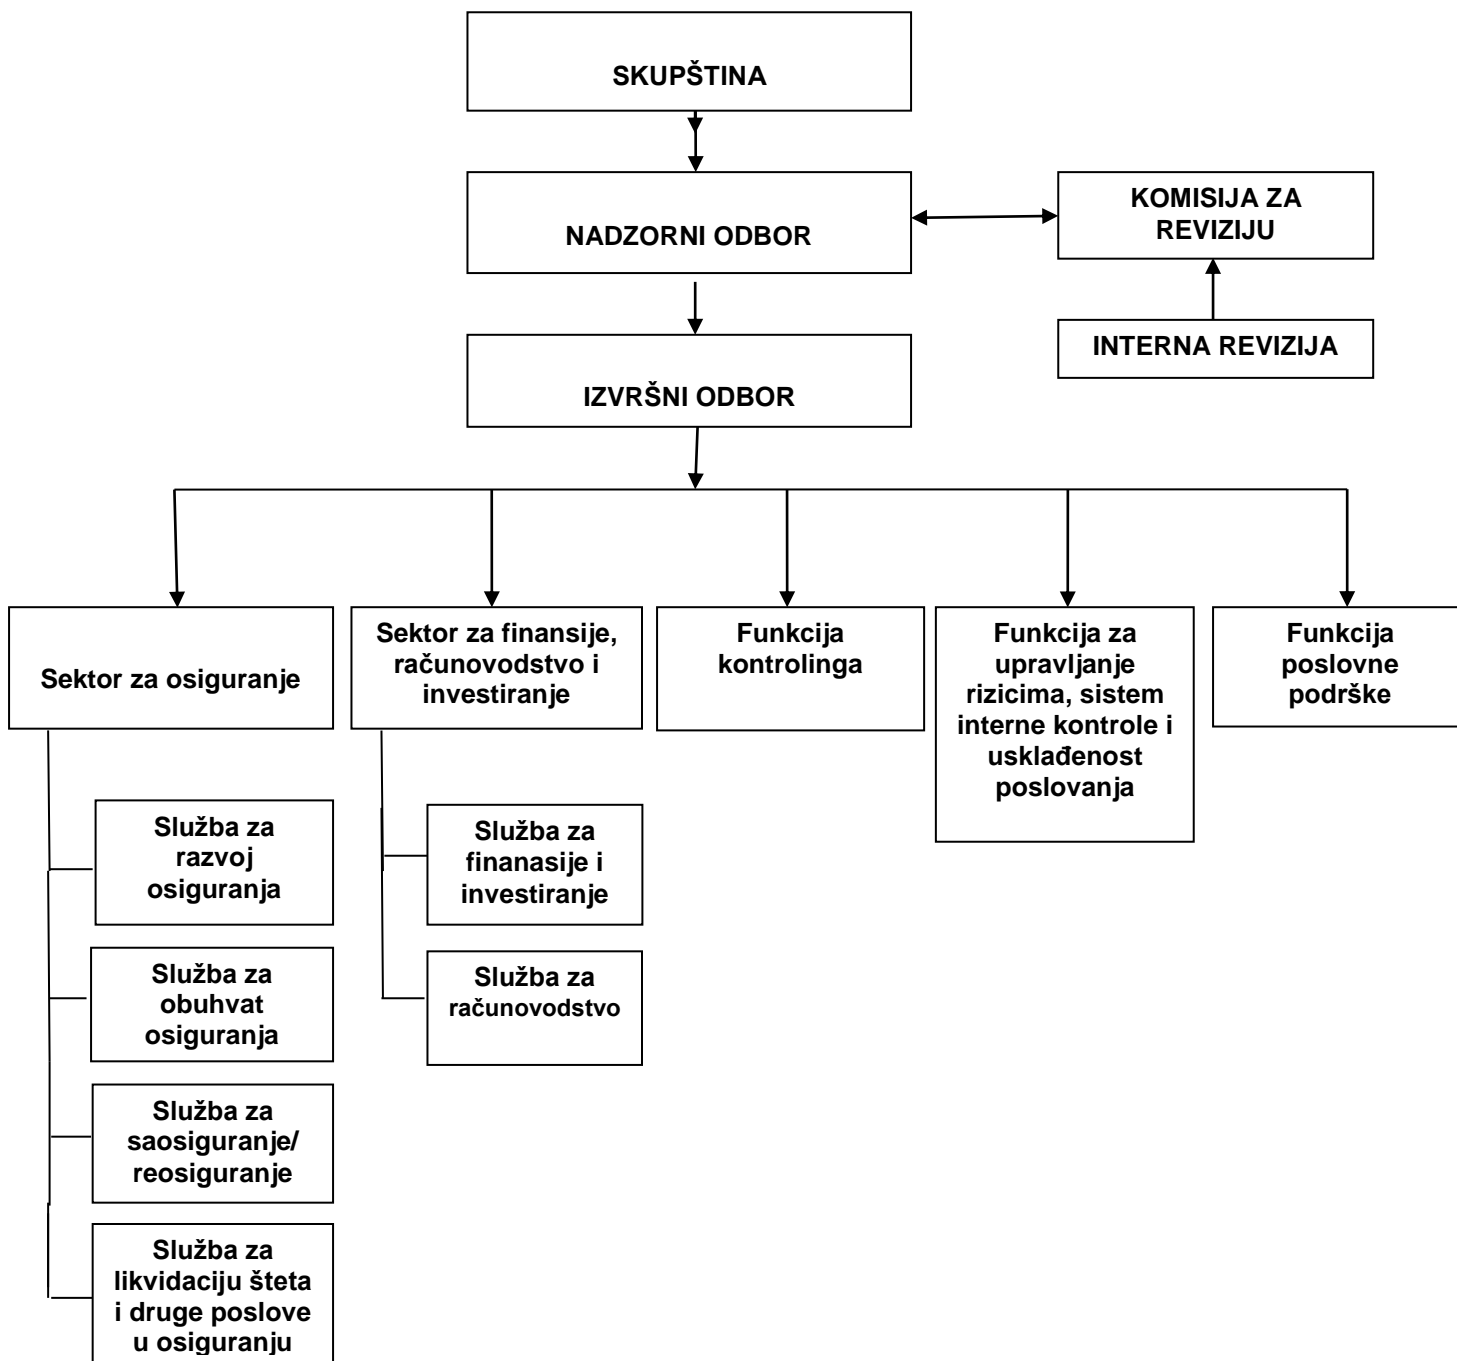 SKUPŠTINA
NADZORNI ODBOR
KOMISIJA ZA
REVIZIJU
INTERNA REVIZIJA
IZVRŠNI ODBOR
Sektor za osiguranje
Sektor za finansije,
računovodstvo i
investiranje
Funkcija
kontrolinga
Funkcija za
upravljanje
rizicima, sistem
interne kontrole i
usklađenost
poslovanja
Funkcija
poslovne
podrške
Služba za
razvoj
osiguranja
Služba za
obuhvat
osiguranja
Služba za
saosiguranje/
reosiguranje
Služba za
likvidaciju šteta
i druge poslove
u osiguranju
Služba za
finanasije i
investiranje
Služba za
računovodstvo